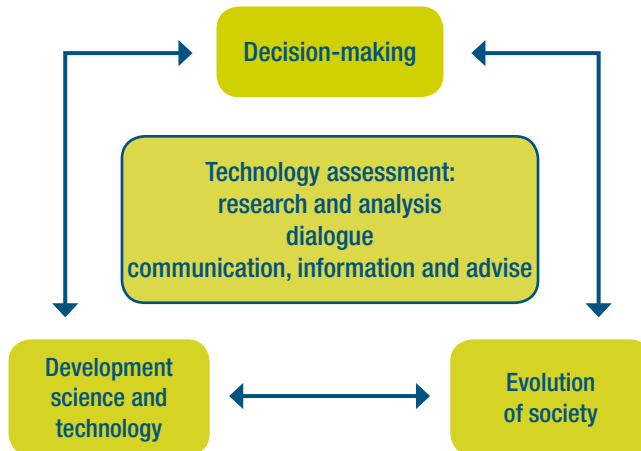 Decision-making
Technology assessment:
research and analysis
dialogue
communication, information and advise
Development
science and
technology
Evolution
of society